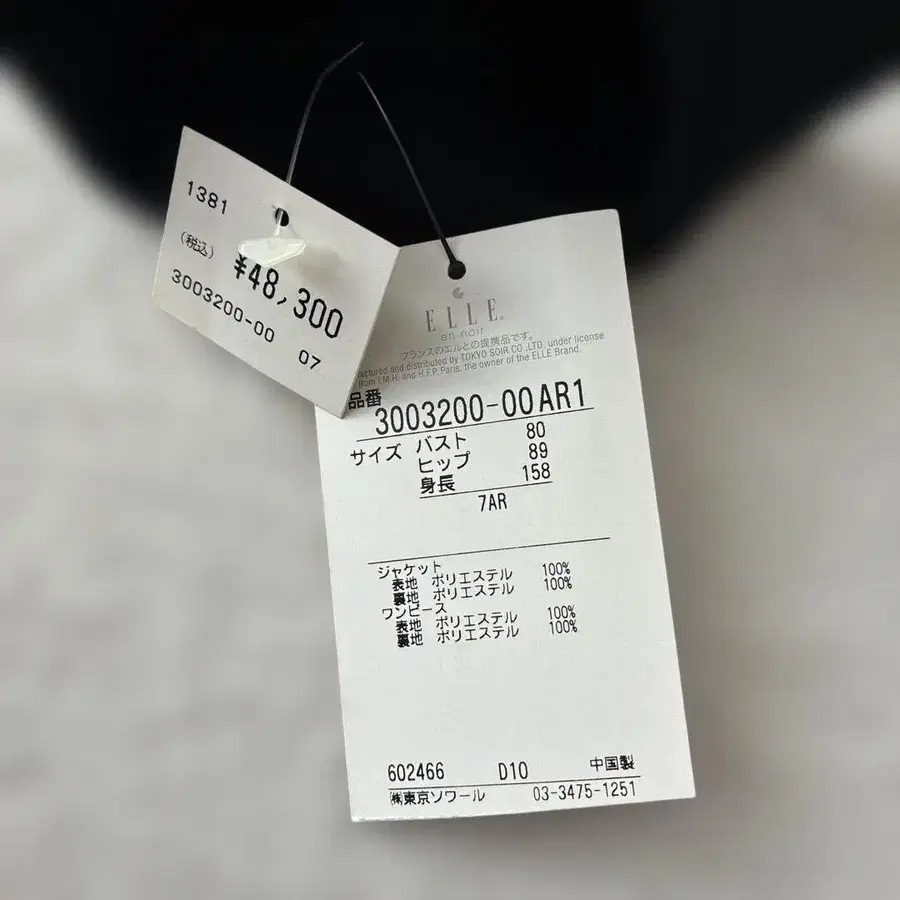 1381
(税込)
¥48,300
3003200-00 07
ELLE®
en noir
フランスのエルとの提携品です。
and distributed by TOKYO SOIR CO.,LTD. under license
from I.M.H. and H.F.P. Paris, the owner of the ELLE Brand.
品番
3003200-00AR1
サイズ バスト 80
ヒップ 89
身長 158
7AR
ジャケット
表地 ポリエステル 100%
裏地 ポリエステル 100%
ワンピース
表地 ポリエステル 100%
裏地 ポリエステル 100%
602466 D10 中国製
㈱東京ソワール 03-3475-1251